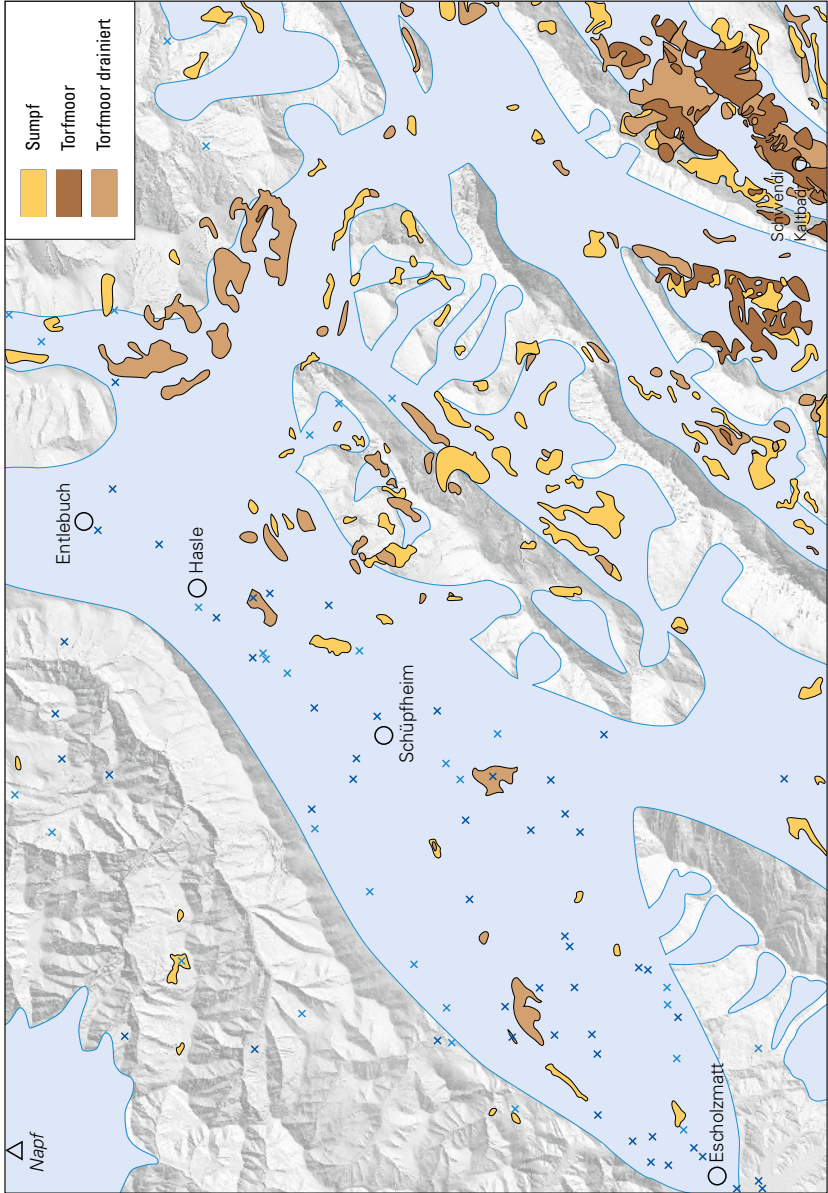 Sumpf
Torfmoor
Torfmoor drainiert
Entlebuch
Hasle
Schüpfheim
Schwendi
Kaltbad
Escholzmatt
Napf